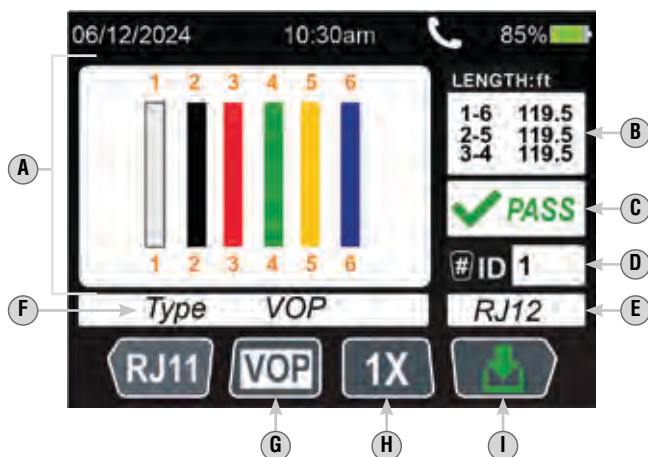 06/12/2024 10:30am 85%
LENGTH:ft
1 2 3 4 5 6
1-6 119.5
2-5 119.5
3-4 119.5
A
B
PASS
C
1 2 3 4 5 6
# ID 1
D
F
Type VOP
RJ12
E
RJ11 VOP 1X
G H I